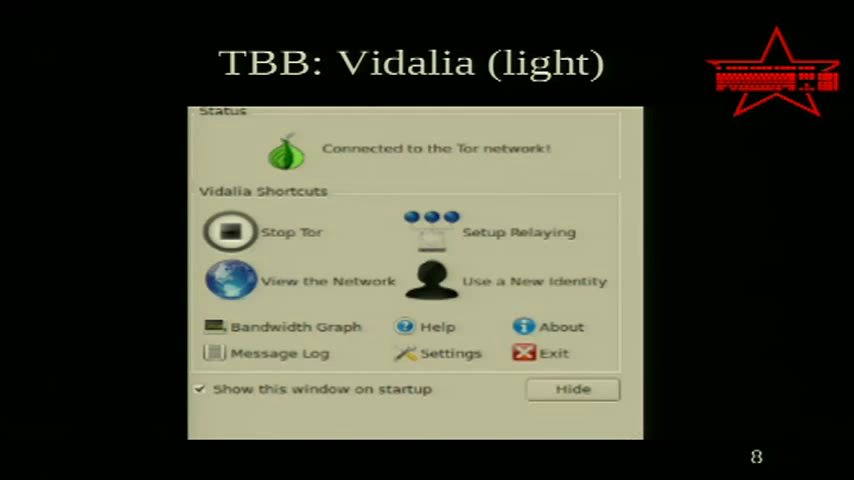 TBB: Vidalia (light)
Status
Connected to the Tor network!
Vidalia Shortcuts
Stop Tor
Setup Relaying
View the Network
Use a New Identity
Bandwidth Graph
Help
About
Message Log
Settings
Exit
Show this window on startup
Hide
8